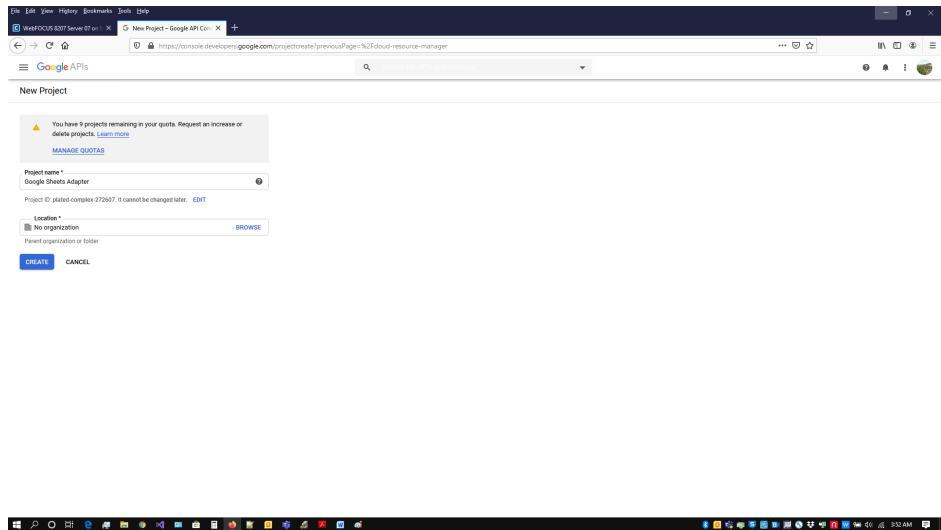 File Edit View History Bookmarks Tools Help
WebFOCUS 8207 Server 07 on
G New Project – Google API Con
https://console.developers.google.com/projectcreate?previousPage=%2Fcloud-resource-manager
Google APIs
New Project
You have 9 projects remaining in your quota. Request an increase or
delete projects. Learn more
MANAGE QUOTAS
Project name *
Google Sheets Adapter
Project ID: plated-complex-272607. It cannot be changed later. EDIT
Location *
No organization BROWSE
Parent organization or folder
CREATE CANCEL
3:52 AM